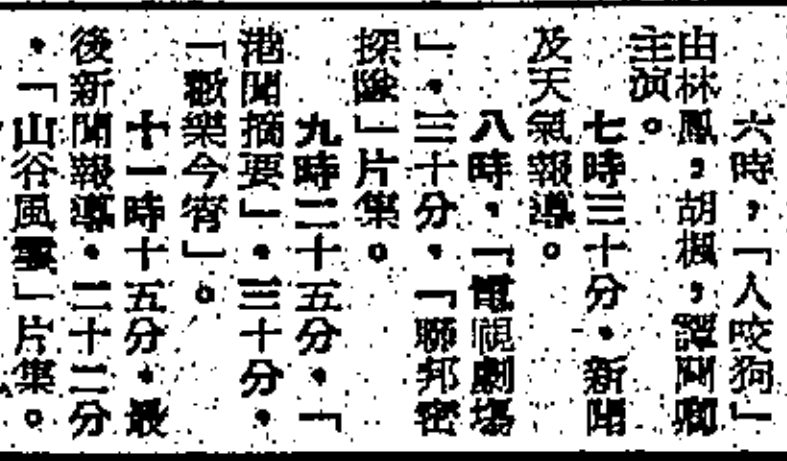 六時，「人咬狗」
由林鳳，胡楓，譚蘭卿
主演。
七時三十分・新聞
及天氣報導。
八時・「電視劇場
」・三十分・「聯邦密
探險」片集。
九時二十五分・「
港聞摘要」・三十分・
「歡樂今宵」。
十一時十五分・最
後新聞報導・二十二分
・「山谷風雲」片集。